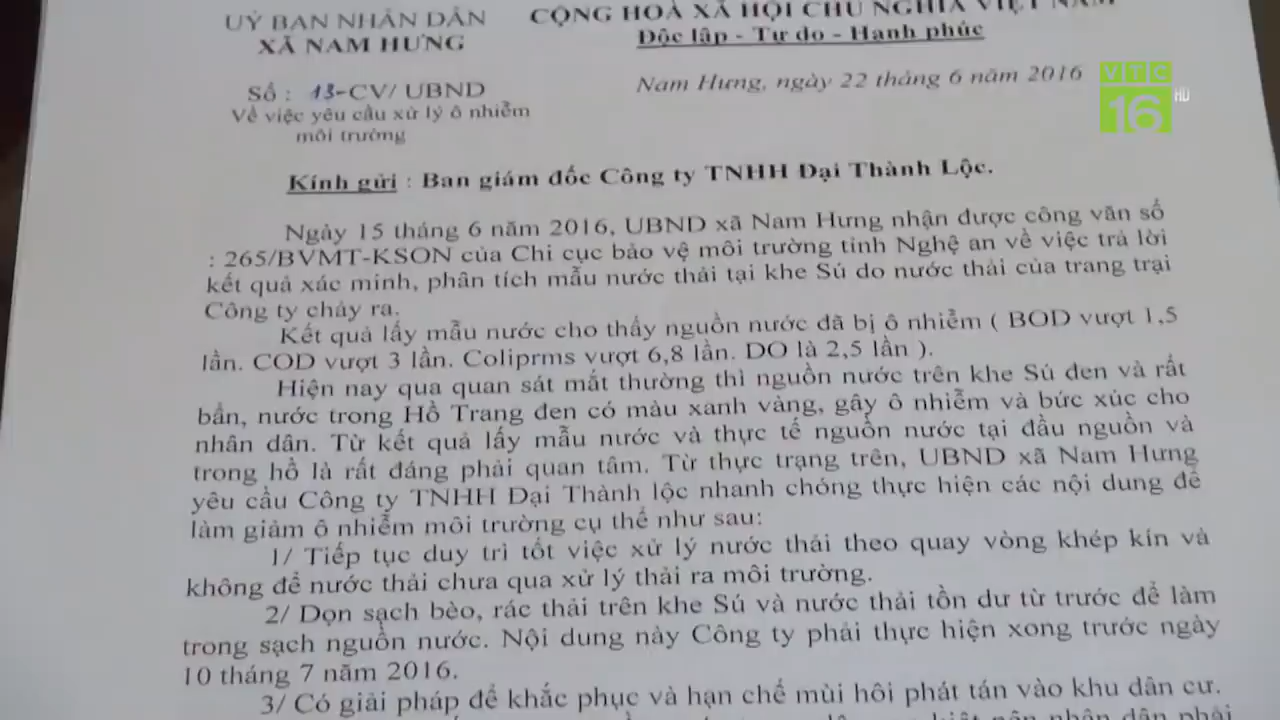 UỶ BAN NHÂN DÂN
XÃ NAM HƯNG
CỘNG HOÀ XÃ HỘI CHỦ NGHĨA VIỆT NAM
Độc lập - Tự do - Hạnh phúc
Số : 13-CV/ UBND
Về việc yêu cầu xử lý ô nhiễm
môi trường
Nam Hưng, ngày 22 tháng 6 năm 2016
VTC
16 HD
Kính gửi : Ban giám đốc Công ty TNHH Đại Thành Lộc.
Ngày 15 tháng 6 năm 2016, UBND xã Nam Hưng nhận được công văn số
: 265/BVMT-KSON của Chi cục bảo vệ môi trường tỉnh Nghệ an về việc trả lời
kết quả xác minh, phân tích mẫu nước thải tại khe Sú do nước thải của trang trại
Công ty chảy ra.
Kết quả lấy mẫu nước cho thấy nguồn nước đã bị ô nhiễm ( BOD vượt 1,5
lần. COD vượt 3 lần. Coliprms vượt 6,8 lần. DO là 2,5 lần ).
Hiện nay qua quan sát mắt thường thì nguồn nước trên khe Sú đen và rất
bẩn, nước trong Hồ Trang đen có màu xanh vàng, gây ô nhiễm và bức xúc cho
nhân dân. Từ kết quả lấy mẫu nước và thực tế nguồn nước tại đầu nguồn và
trong hồ là rất đáng phải quan tâm. Từ thực trạng trên, UBND xã Nam Hưng
yêu cầu Công ty TNHH Đại Thành lộc nhanh chóng thực hiện các nội dung để
làm giảm ô nhiễm môi trường cụ thể như sau:
1/ Tiếp tục duy trì tốt việc xử lý nước thải theo quay vòng khép kín và
không để nước thải chưa qua xử lý thải ra môi trường.
2/ Dọn sạch bèo, rác thải trên khe Sú và nước thải tồn dư từ trước để làm
trong sạch nguồn nước. Nội dung này Công ty phải thực hiện xong trước ngày
10 tháng 7 năm 2016.
3/ Có giải pháp để khắc phục và hạn chế mùi hôi phát tán vào khu dân cư.
nhân dân phải